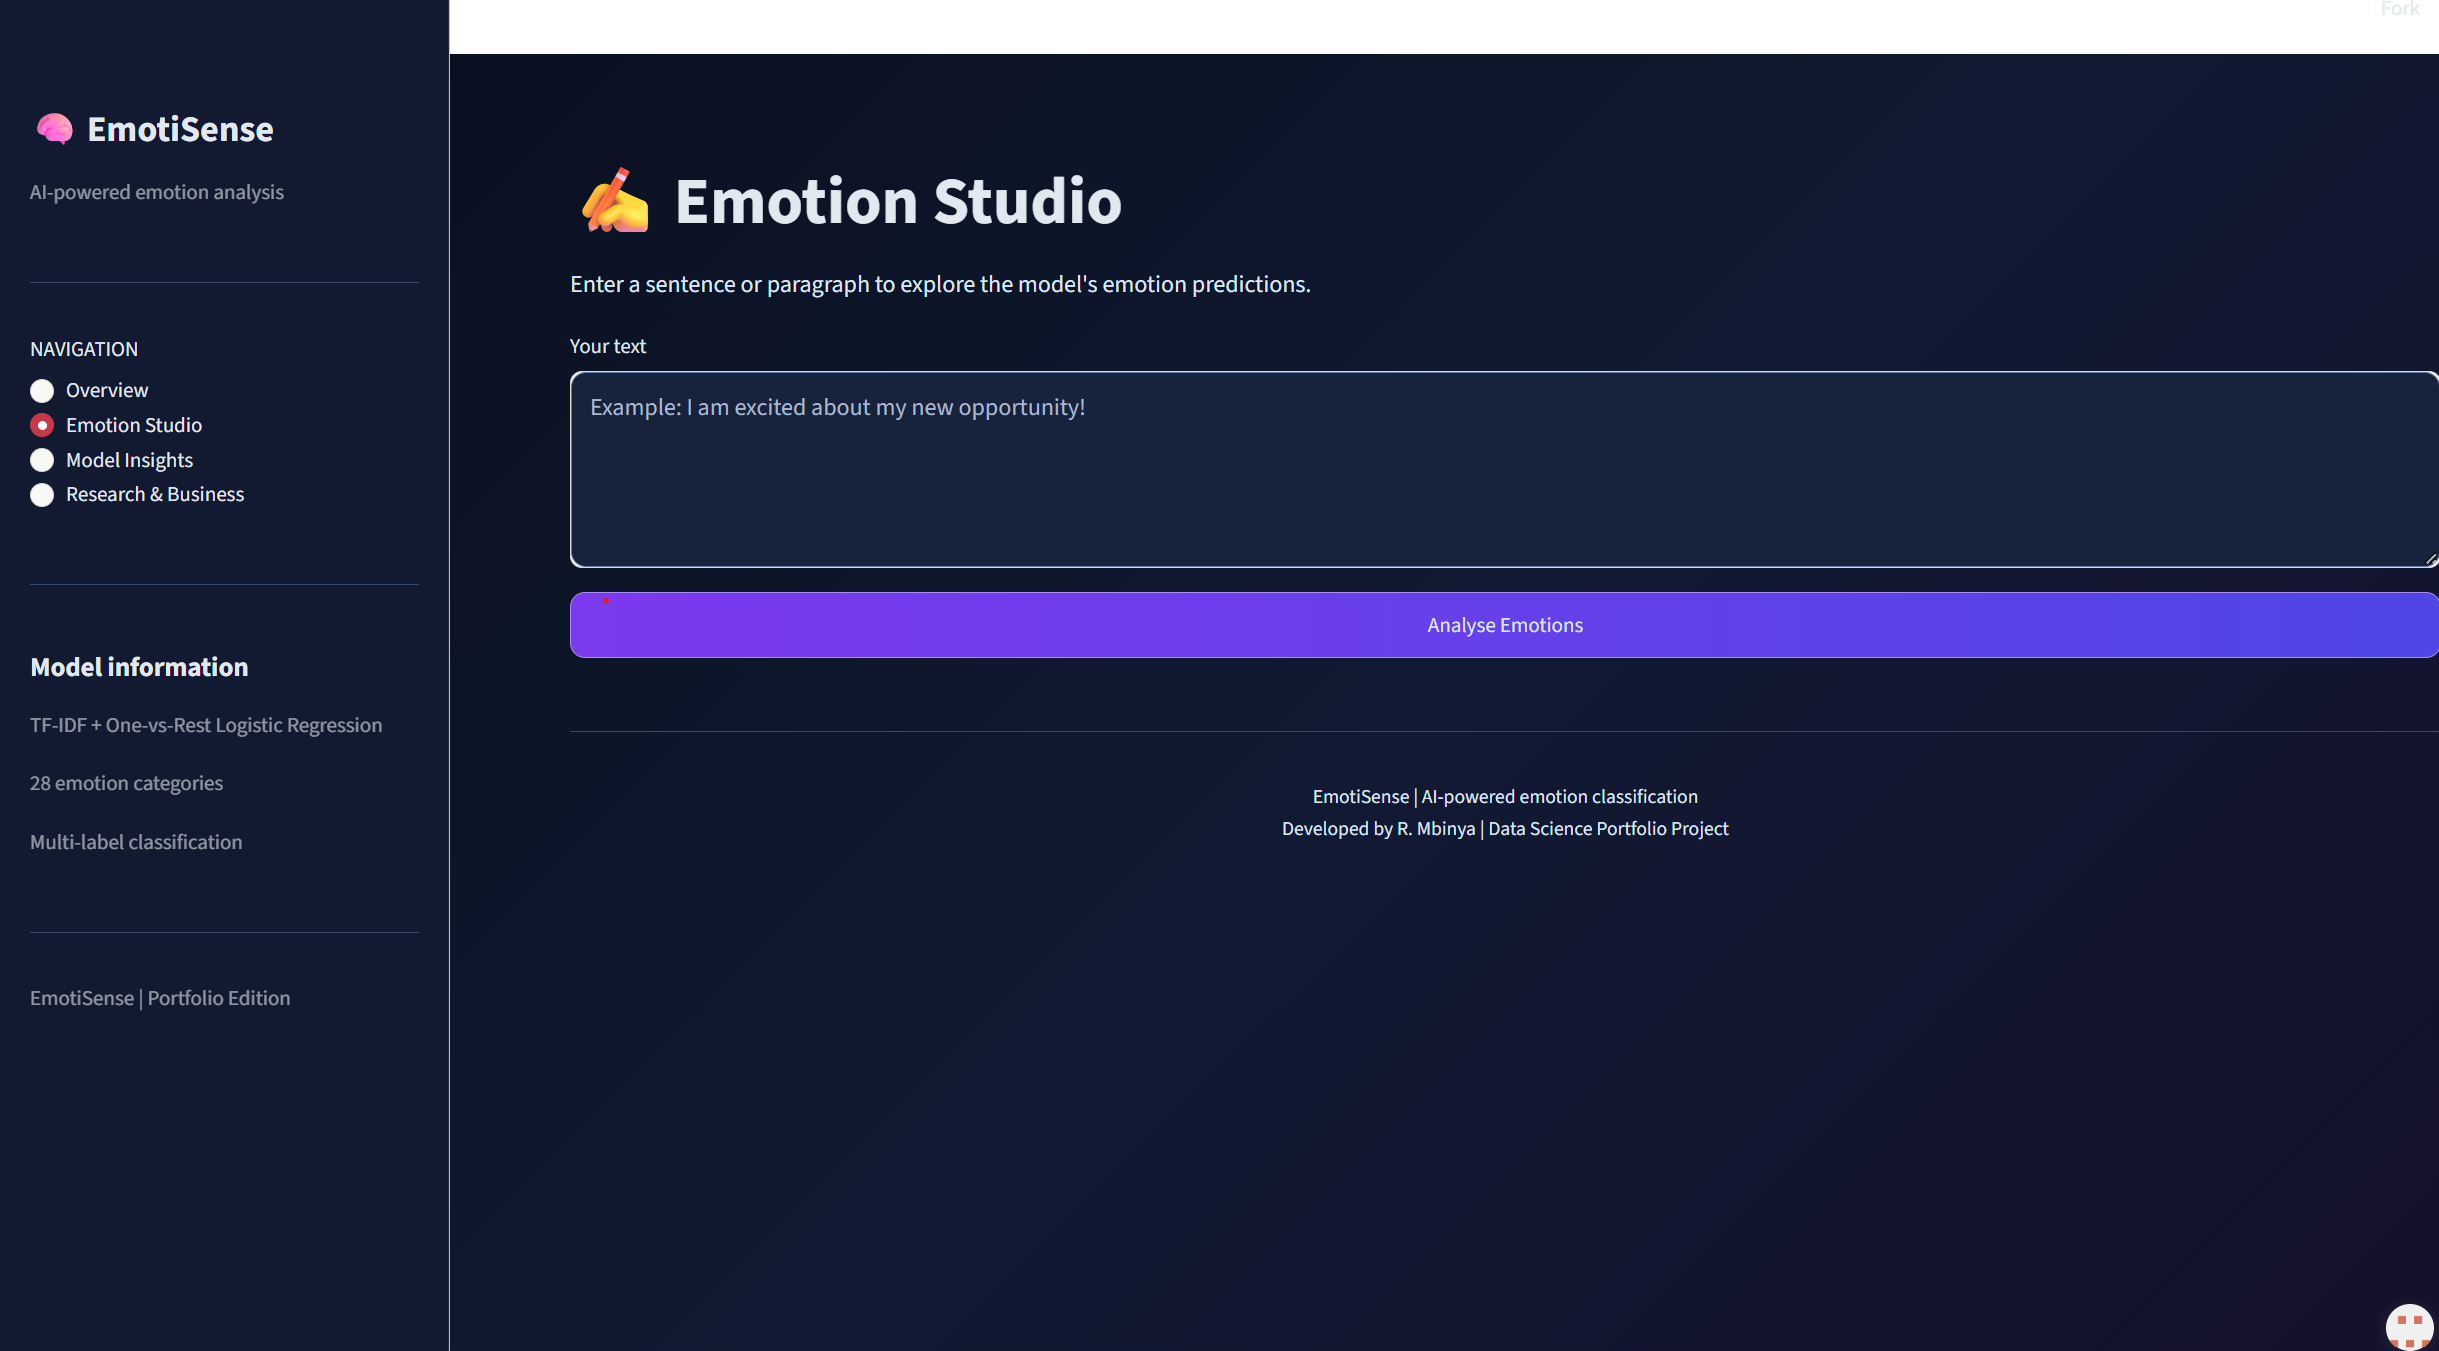 Fork
EmotiSense
AI-powered emotion analysis
NAVIGATION
Overview
Emotion Studio
Model Insights
Research & Business
Model information
TF-IDF + One-vs-Rest Logistic Regression
28 emotion categories
Multi-label classification
EmotiSense | Portfolio Edition
Emotion Studio
Enter a sentence or paragraph to explore the model's emotion predictions.
Your text
Example: I am excited about my new opportunity!
Analyse Emotions
EmotiSense | AI-powered emotion classification
Developed by R. Mbinya | Data Science Portfolio Project